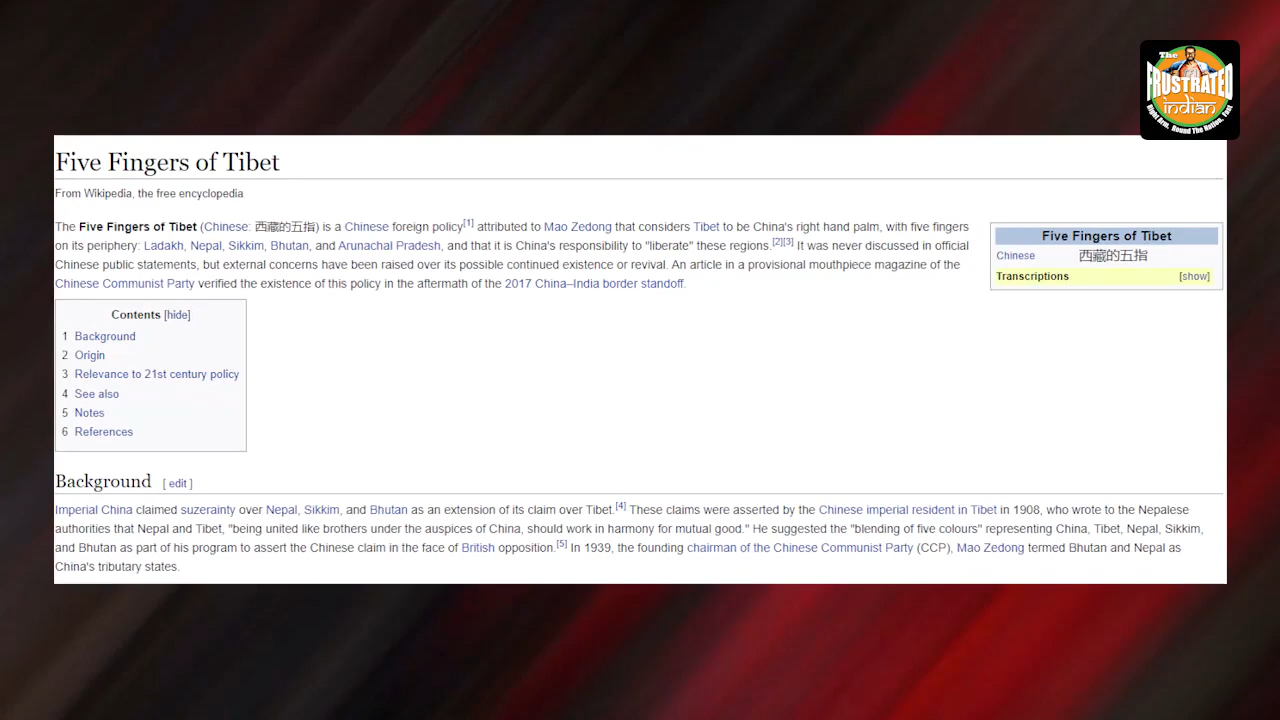 The
FRUSTRATED
indian
Right Arm, Round The Nation, Fast
Five Fingers of Tibet
From Wikipedia, the free encyclopedia
The Five Fingers of Tibet (Chinese: 西藏的五指) is a Chinese foreign policy[1] attributed to Mao Zedong that considers Tibet to be China's right hand palm, with five fingers
on its periphery: Ladakh, Nepal, Sikkim, Bhutan, and Arunachal Pradesh, and that it is China's responsibility to "liberate" these regions.[2][3] It was never discussed in official
Chinese public statements, but external concerns have been raised over its possible continued existence or revival. An article in a provisional mouthpiece magazine of the
Chinese Communist Party verified the existence of this policy in the aftermath of the 2017 China–India border standoff.
Five Fingers of Tibet
Chinese 西藏的五指
Transcriptions [show]
Contents [hide]
1 Background
2 Origin
3 Relevance to 21st century policy
4 See also
5 Notes
6 References
Background [ edit ]
Imperial China claimed suzerainty over Nepal, Sikkim, and Bhutan as an extension of its claim over Tibet.[4] These claims were asserted by the Chinese imperial resident in Tibet in 1908, who wrote to the Nepalese
authorities that Nepal and Tibet, "being united like brothers under the auspices of China, should work in harmony for mutual good." He suggested the "blending of five colours" representing China, Tibet, Nepal, Sikkim,
and Bhutan as part of his program to assert the Chinese claim in the face of British opposition.[5] In 1939, the founding chairman of the Chinese Communist Party (CCP), Mao Zedong termed Bhutan and Nepal as
China's tributary states.